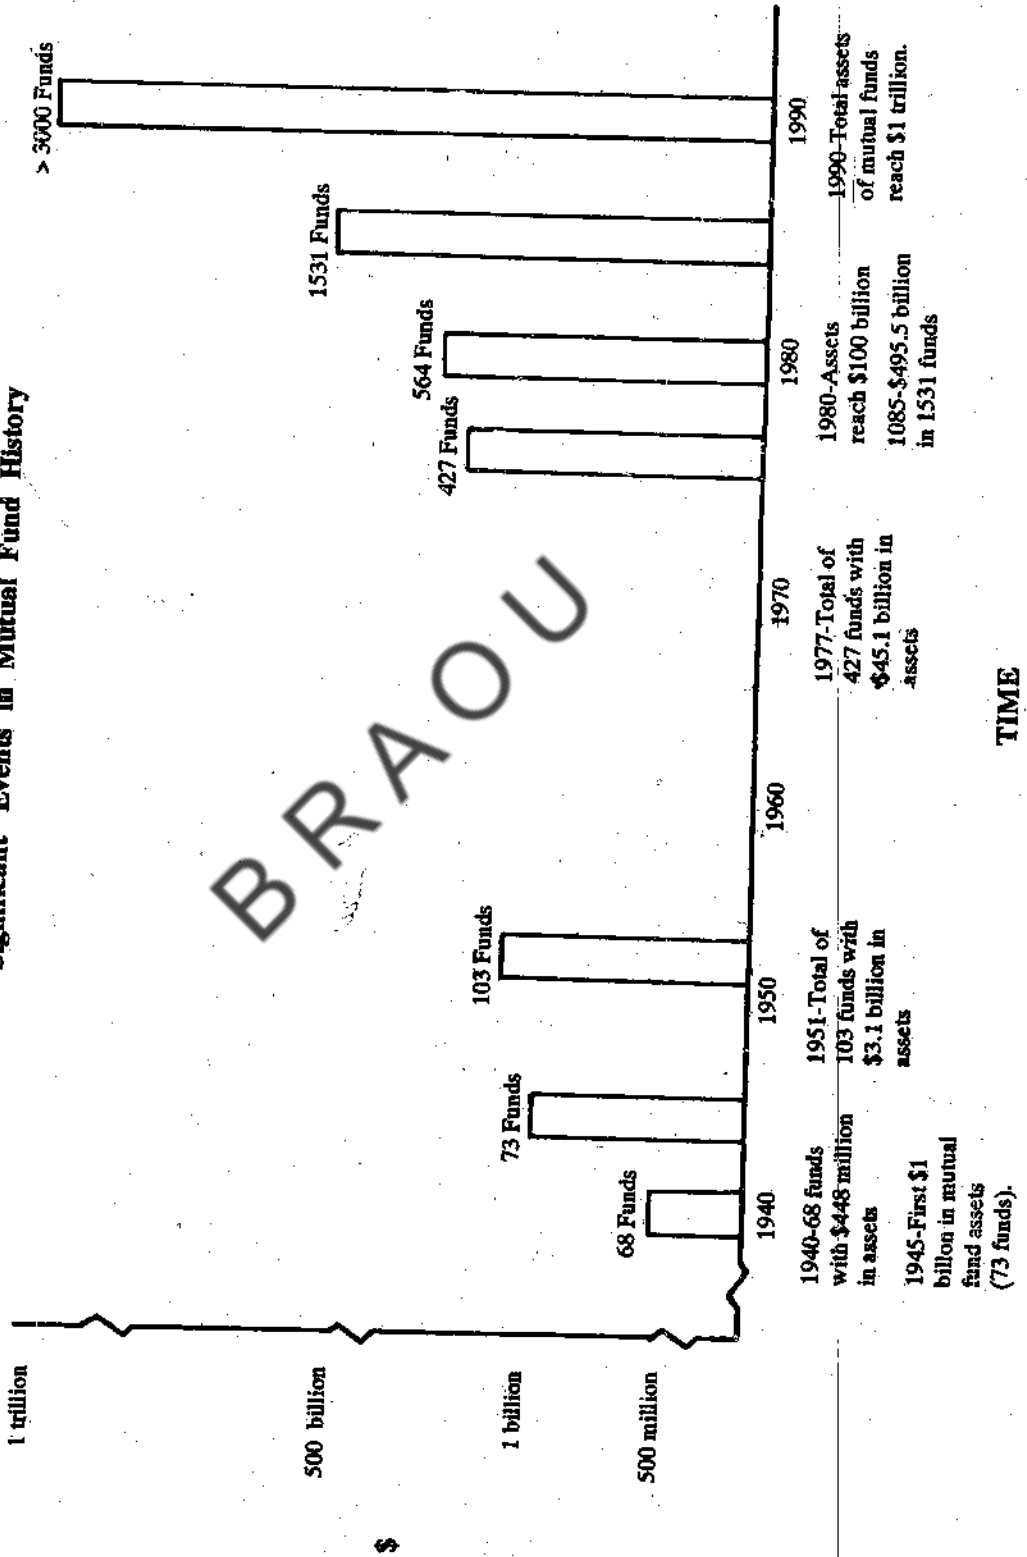 Significant Events in Mutual Fund History
1 trillion
500 billion
1 billion
500 million
$
68 Funds
73 Funds
103 Funds
427 Funds
564 Funds
1531 Funds
> 3000 Funds
1940
1950
1960
1970
1980
1990
1940-68 funds
with $448 million
in assets
1945-First $1
billon in mutual
fund assets
(73 funds).
1951-Total of
103 funds with
$3.1 billion in
assets
1977-Total of
427 funds with
$45.1 billion in
assets
1980-Assets
reach $100 billion
1085-$495.5 billion
in 1531 funds
1990-Total assets
of mutual funds
reach $1 trillion.
TIME
BRAOU